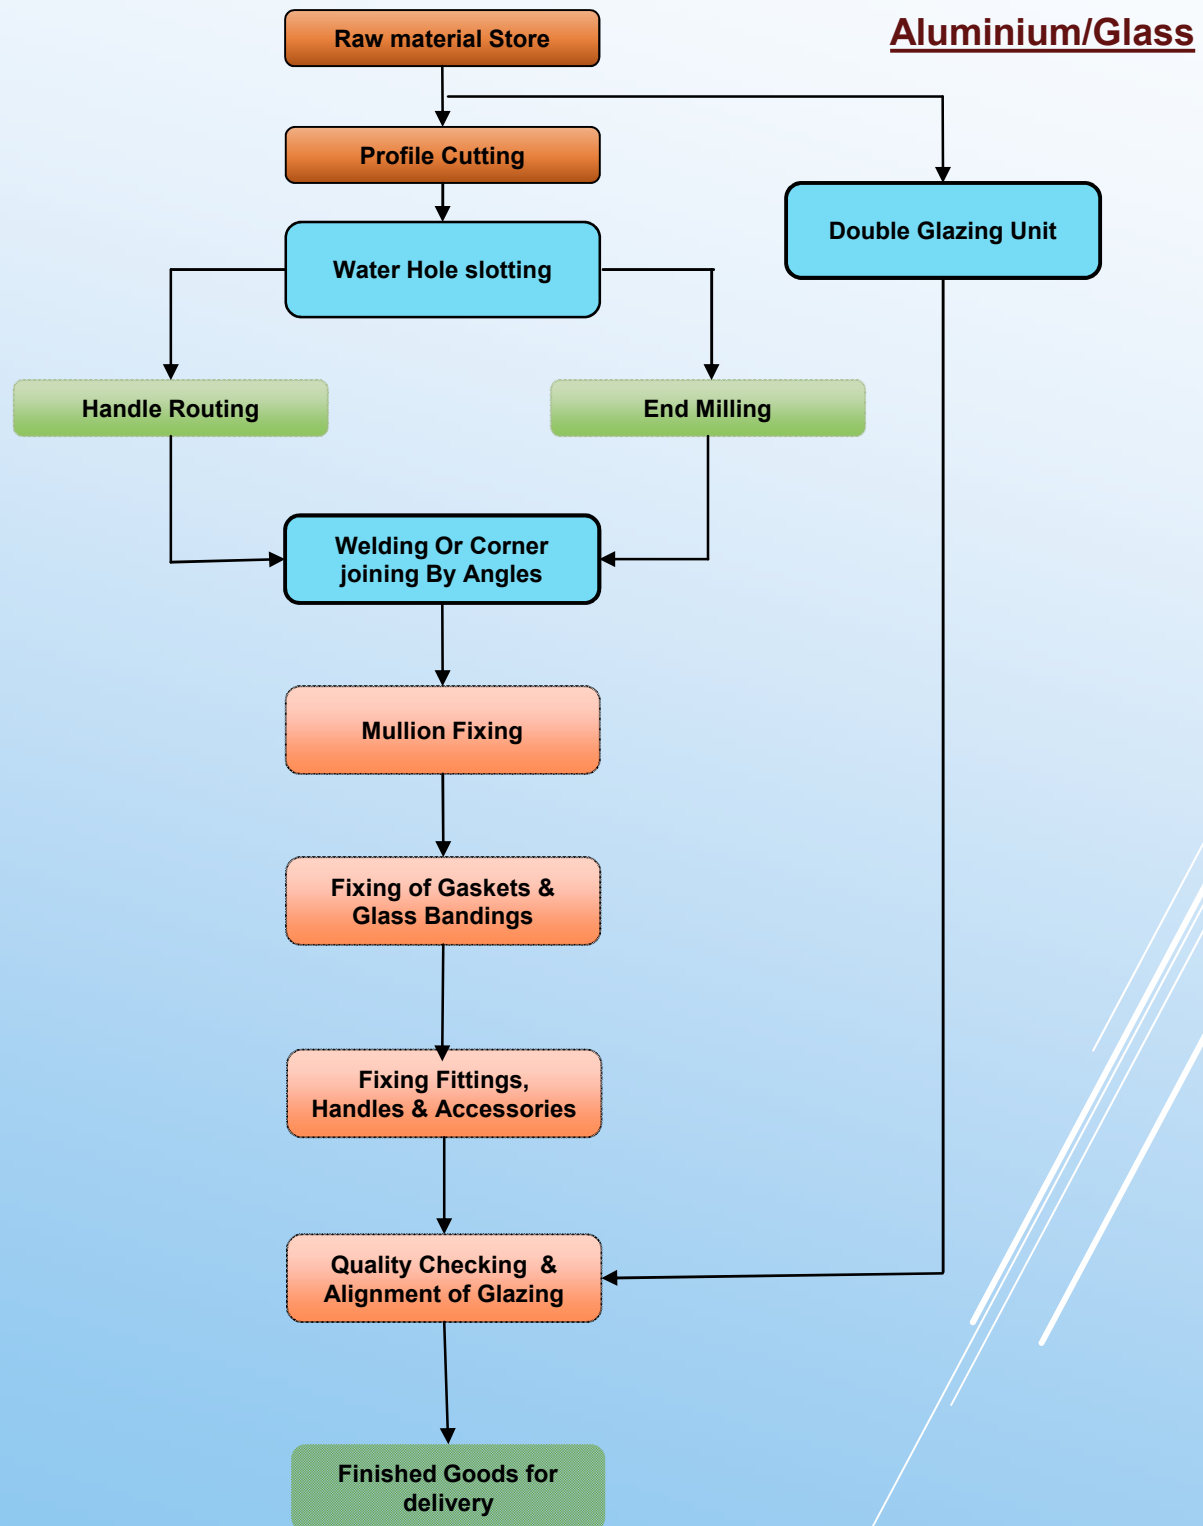 Aluminium/Glass
Raw material Store
Profile Cutting
Double Glazing Unit
Water Hole slotting
Handle Routing
End Milling
Welding Or Corner
joining By Angles
Mullion Fixing
Fixing of Gaskets &
Glass Bandings
Fixing Fittings,
Handles & Accessories
Quality Checking  &
Alignment of Glazing
Finished Goods for
delivery